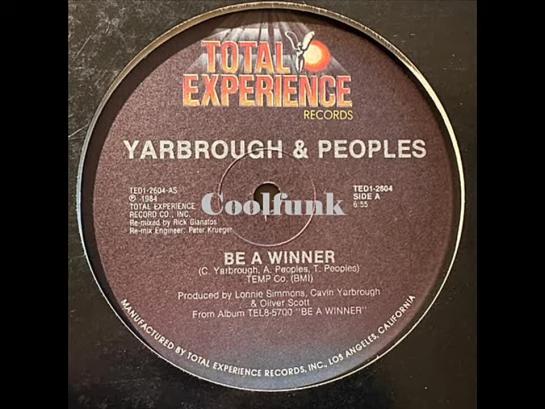 TOTAL
EXPERIENCE
RECORDS
YARBROUGH & PEOPLES
TED1-2604-AS
℗ 1984
TOTAL EXPERIENCE
RECORD CO., INC.
Re-mixed by Rick Gianatos
Re-mix Engineer: Peter Krueger
Coolfunk
TED1-2604
SIDE A
6:55
BE A WINNER
(C. Yarbrough, A. Peoples, T. Peoples)
TEMP Co. (BMI)
Produced by Lonnie Simmons, Cavin Yarbrough
& Oliver Scott
From Album TEL8-5700 "BE A WINNER"
MANUFACTURED BY TOTAL EXPERIENCE RECORDS, INC., LOS ANGELES, CALIFORNIA